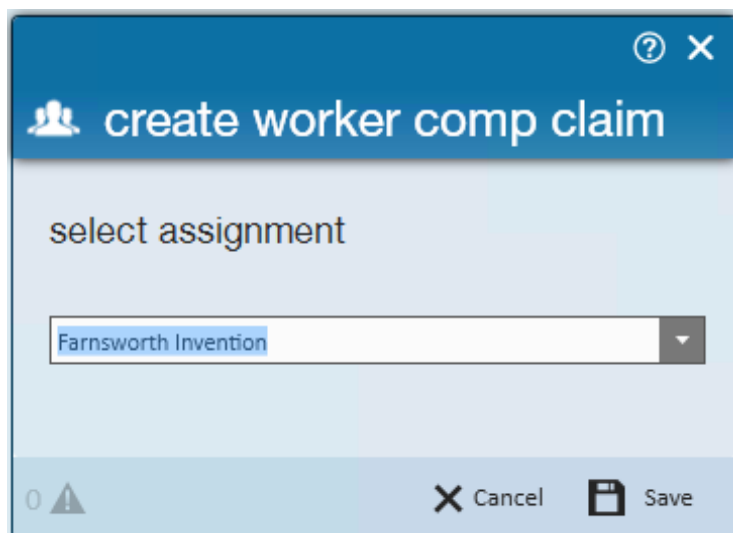 create worker comp claim
select assignment
Farnsworth Invention
0
Cancel
Save